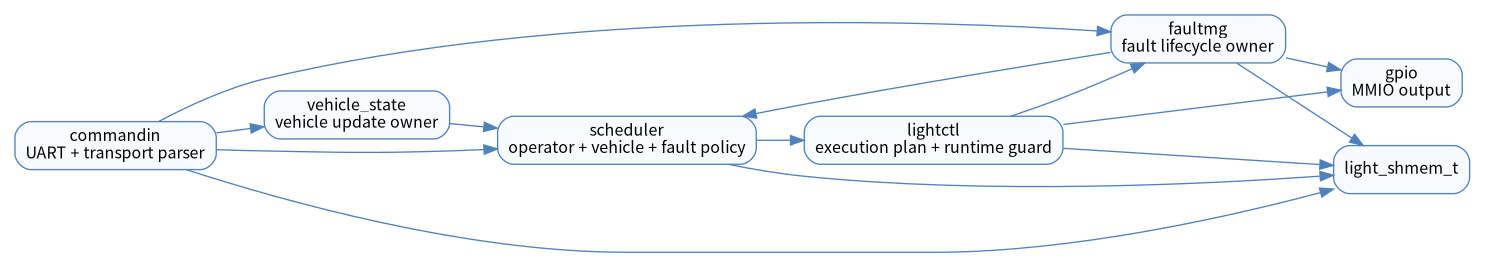 faultmg
fault lifecycle owner
gpio
MMIO output
vehicle_state
vehicle update owner
commandin
UART + transport parser
scheduler
operator + vehicle + fault policy
lightctl
execution plan + runtime guard
light_shmem_t